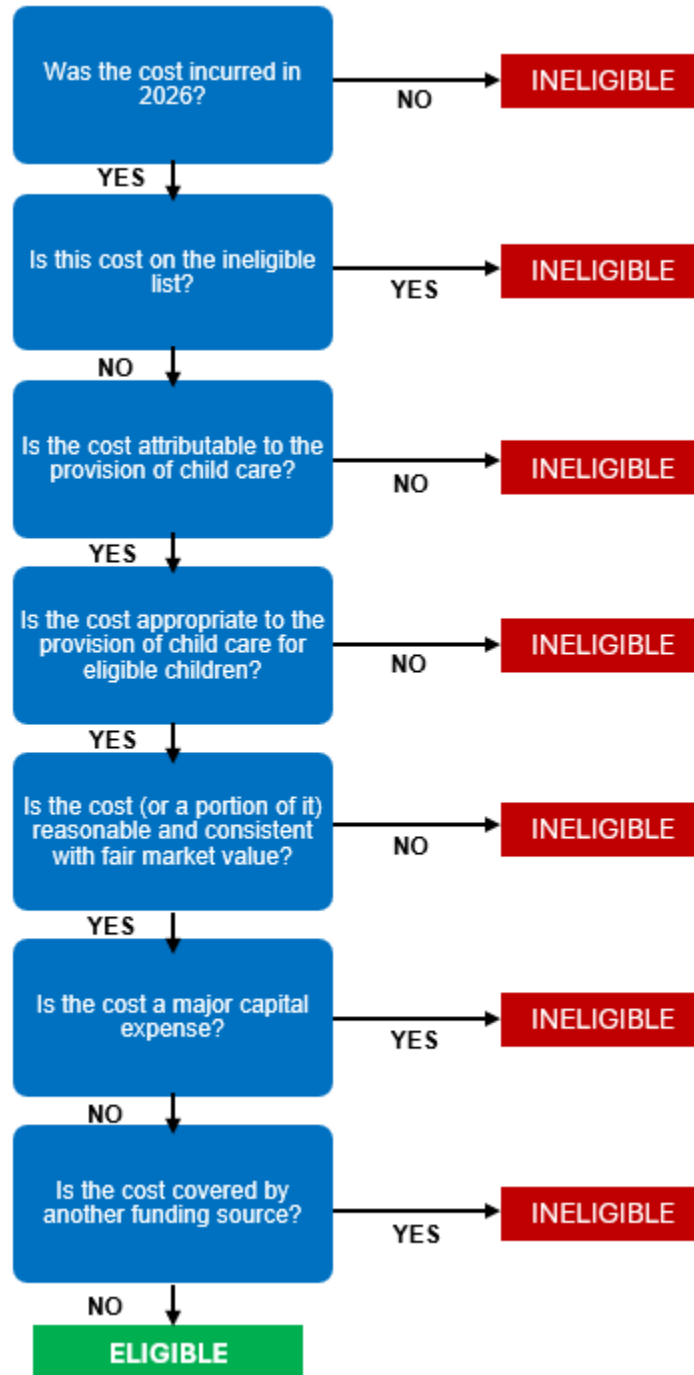 Was the cost incurred in
2026?
NO
INELIGIBLE
YES
Is this cost on the ineligible
list?
YES
INELIGIBLE
NO
Is the cost attributable to the
provision of child care?
NO
INELIGIBLE
YES
Is the cost appropriate to the
provision of child care for
eligible children?
NO
INELIGIBLE
YES
Is the cost (or a portion of it)
reasonable and consistent
with fair market value?
NO
INELIGIBLE
YES
Is the cost a major capital
expense?
YES
INELIGIBLE
NO
Is the cost covered by
another funding source?
YES
INELIGIBLE
NO
ELIGIBLE